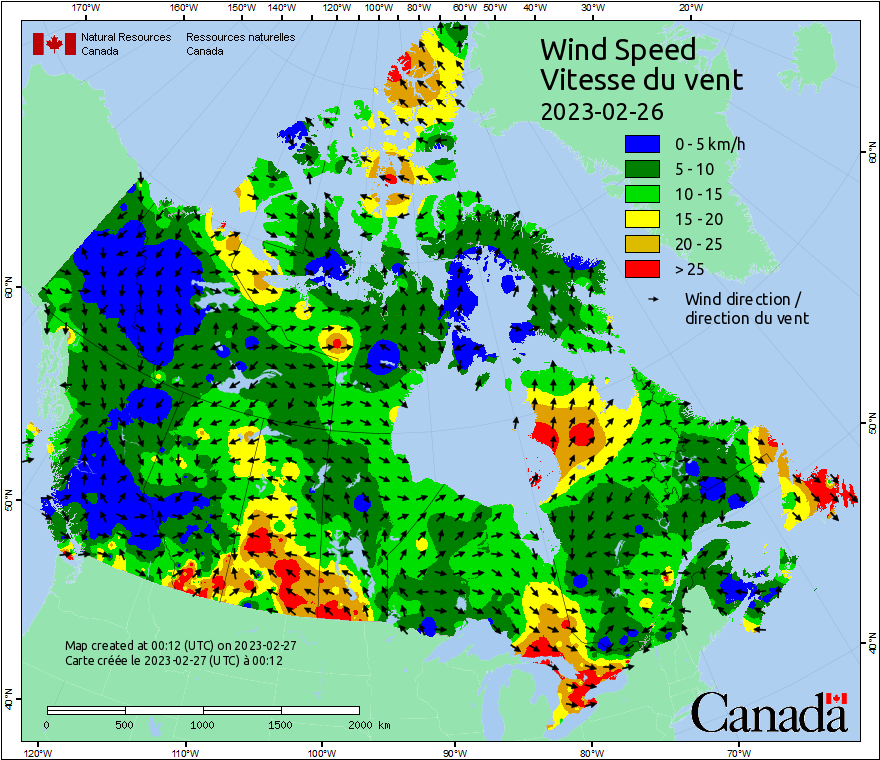 170°W 160°W 150°W 140°W 120°W 100°W 80°W 60°W 50°W 40°W 30°W 20°W
Natural Resources Ressources naturelles
Canada Canada
Wind Speed
Vitesse du vent
2023-02-26
0 - 5 km/h
5 - 10
10 - 15
15 - 20
20 - 25
> 25
Wind direction /
direction du vent
60°N
60°N
50°N
50°N
40°N
40°N
Map created at 00:12 (UTC) on 2023-02-27
Carte créée le 2023-02-27 (UTC) à 00:12
0 500 1000 1500 2000 km
Canada
120°W 110°W 100°W 90°W 80°W 70°W